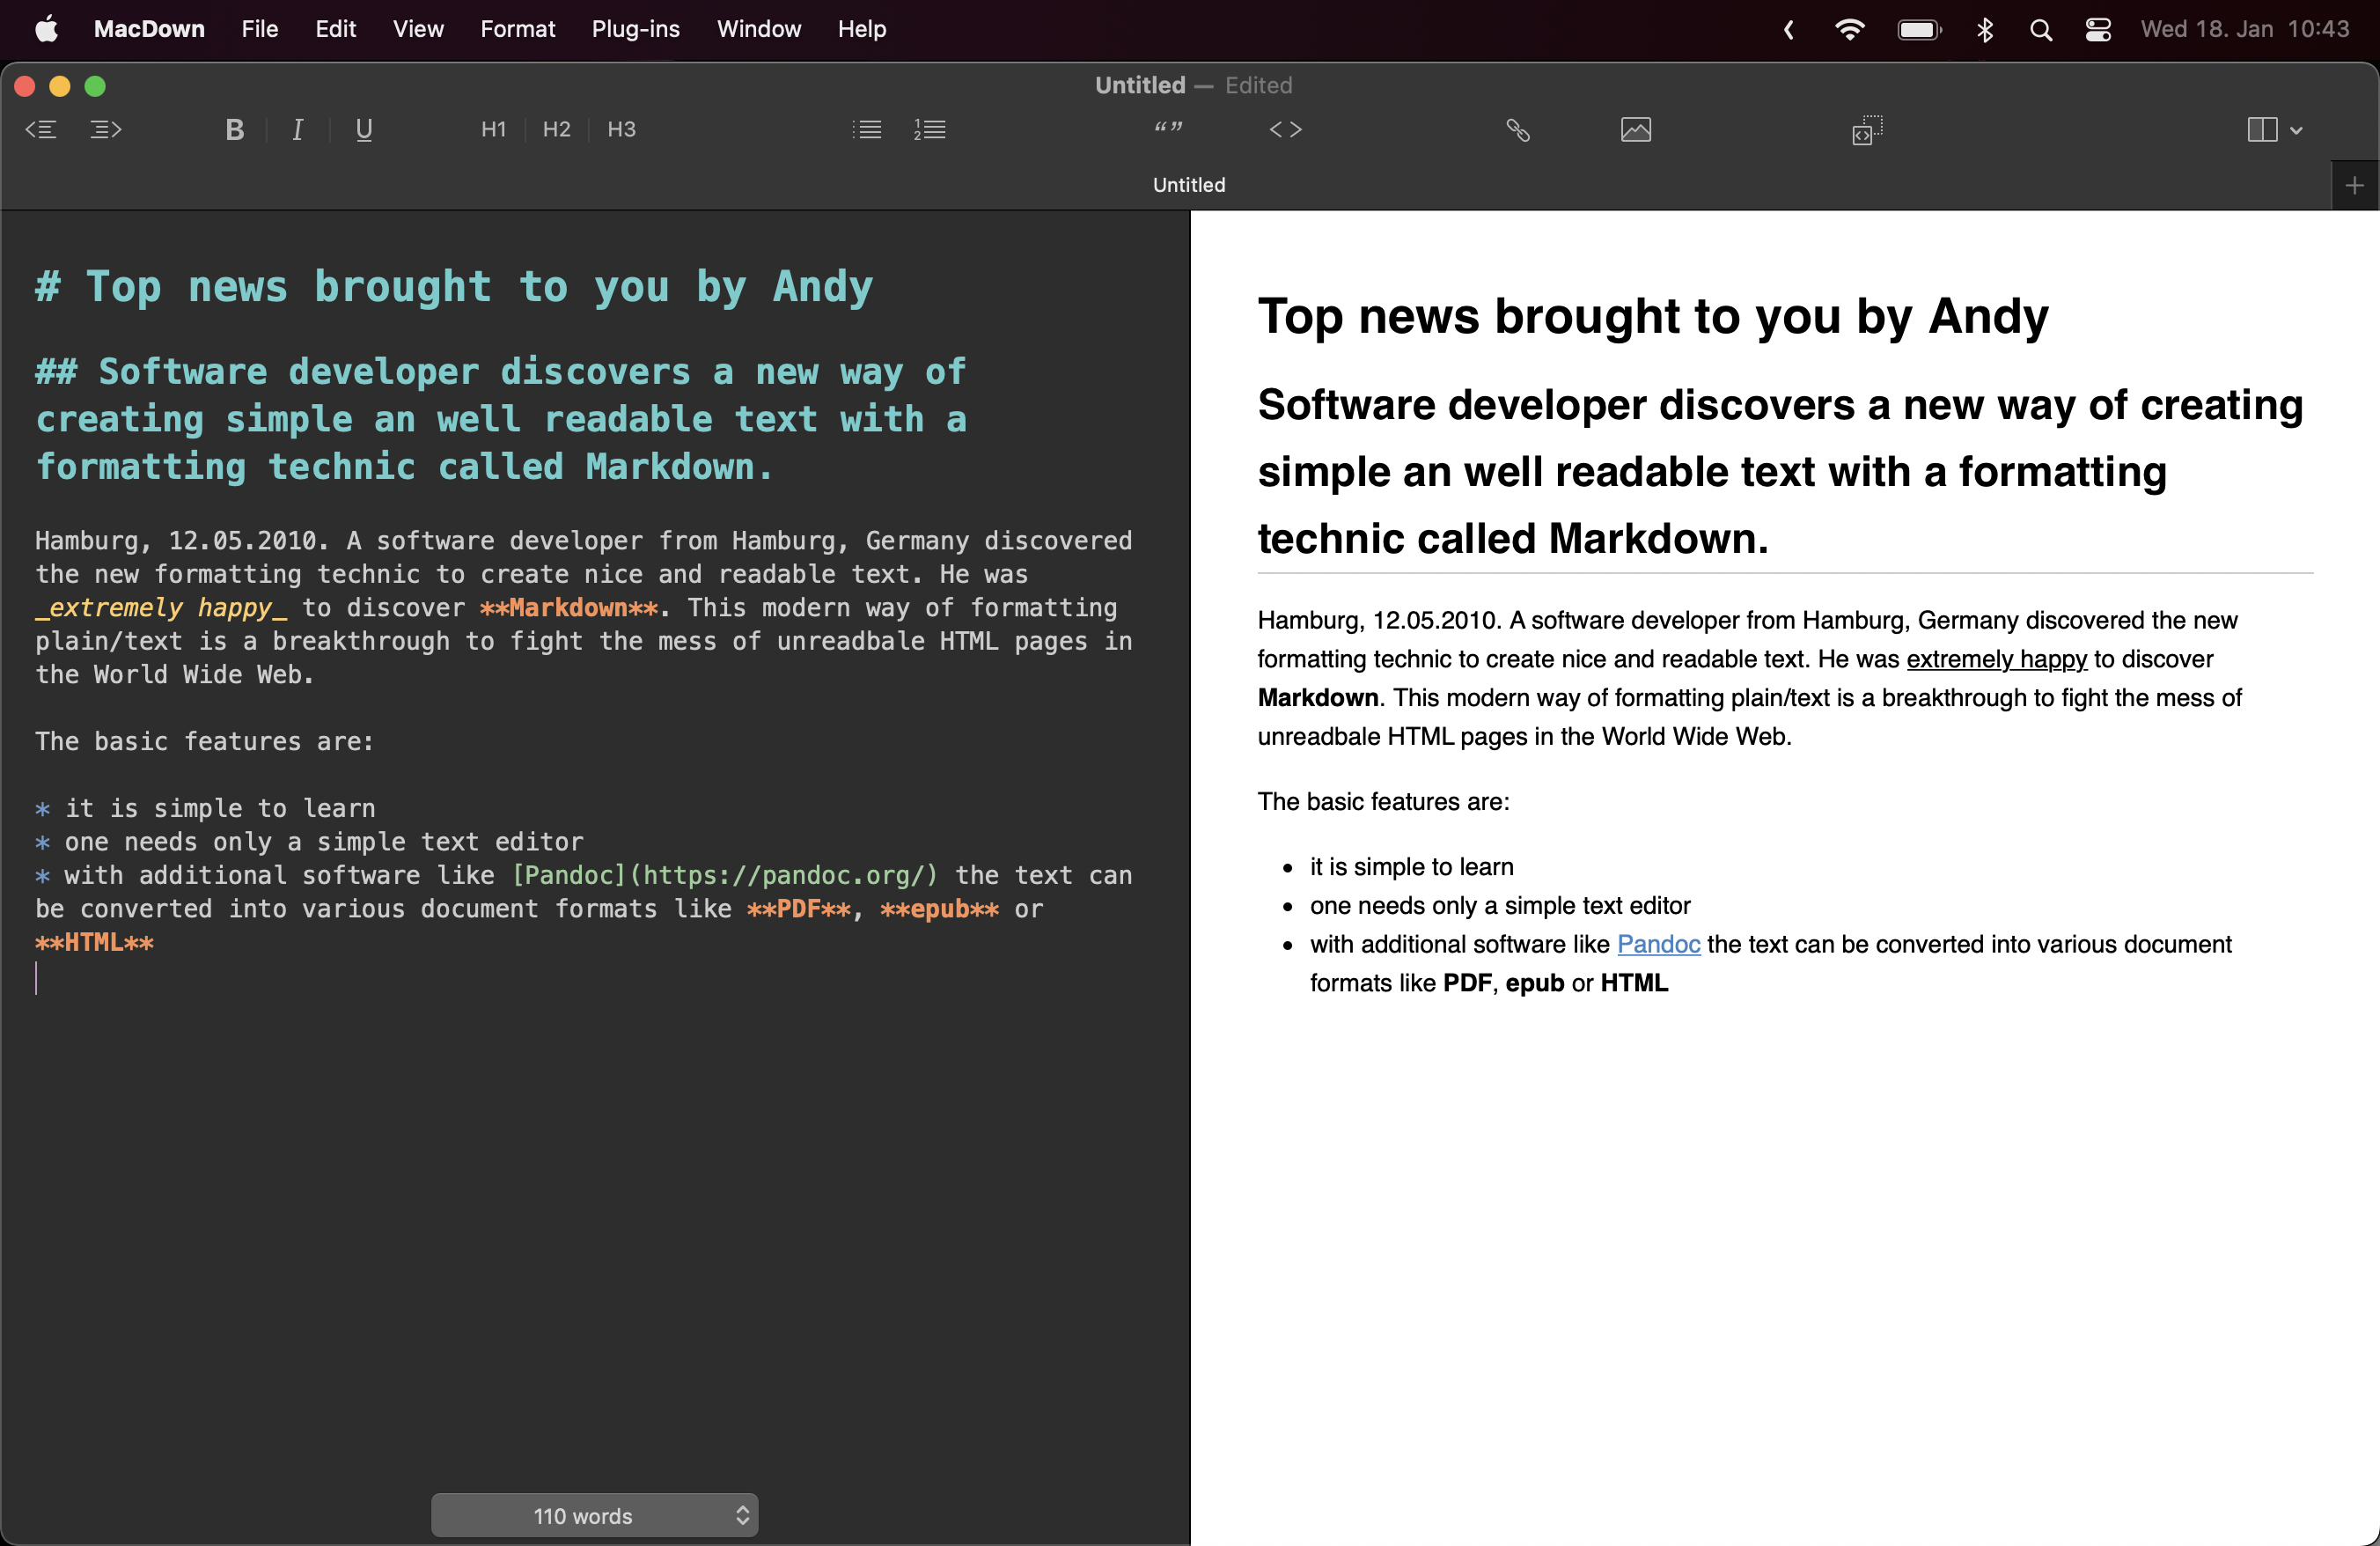 MacDown File Edit View Format Plug-ins Window Help Wed 18. Jan 10:43
Untitled — Edited
B I U H1 H2 H3 “ ” < >
Untitled
# Top news brought to you by Andy
## Software developer discovers a new way of
creating simple an well readable text with a
formatting technic called Markdown.
Hamburg, 12.05.2010. A software developer from Hamburg, Germany discovered
the new formatting technic to create nice and readable text. He was
_extremely happy_ to discover **Markdown**. This modern way of formatting
plain/text is a breakthrough to fight the mess of unreadbale HTML pages in
the World Wide Web.
The basic features are:
* it is simple to learn
* one needs only a simple text editor
* with additional software like [Pandoc](https://pandoc.org/) the text can
be converted into various document formats like **PDF**, **epub** or
**HTML**
110 words
Top news brought to you by Andy
Software developer discovers a new way of creating
simple an well readable text with a formatting
technic called Markdown.
Hamburg, 12.05.2010. A software developer from Hamburg, Germany discovered the new
formatting technic to create nice and readable text. He was extremely happy to discover
Markdown. This modern way of formatting plain/text is a breakthrough to fight the mess of
unreadbale HTML pages in the World Wide Web.
The basic features are:
• it is simple to learn
• one needs only a simple text editor
• with additional software like Pandoc the text can be converted into various document
formats like PDF, epub or HTML